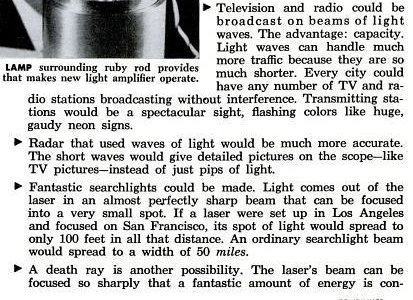 LAMP surrounding ruby rod provides
that makes new light amplifier operate.
► Television and radio could be
broadcast on beams of light
waves. The advantage: capacity.
Light waves can handle much
more traffic because they are so
much shorter. Every city could
have any number of TV and ra-
dio stations broadcasting without interference. Transmitting sta-
tions would be a spectacular sight, flashing colors like huge,
gaudy neon signs.
► Radar that used waves of light would be much more accurate.
The short waves would give detailed pictures on the scope—like
TV pictures—instead of just pips of light.
► Fantastic searchlights could be made. Light comes out of the
laser in an almost perfectly sharp beam that can be focused
into a very small spot. If a laser were set up in Los Angeles
and focused on San Francisco, its spot of light would spread to
only 100 feet in all that distance. An ordinary searchlight beam
would spread to a width of 50 miles.
► A death ray is another possibility. The laser's beam can be
focused so sharply that a fantastic amount of energy is con-